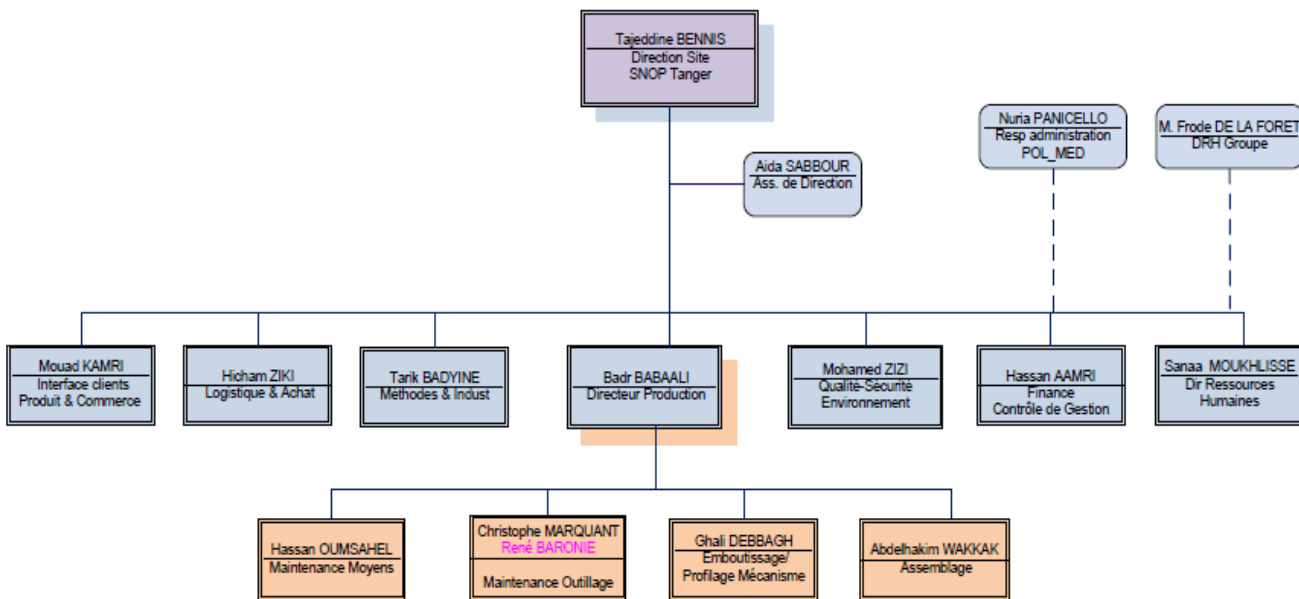 Tajeddine BENNIS
Direction Site
SNOP Tanger
Nuria PANICELLO
Resp administration
POL_MED
M. Frode DE LA FORET
DRH Groupe
Aida SABBOUR
Ass. de Direction
Mouad KAMRI
Interface clients
Produit & Commerce
Hicham ZIKI
Logistique & Achat
Tarik BADYINE
Méthodes & Indust
Badr BABAALI
Directeur Production
Mohamed ZIZI
Qualité-Sécurité
Environnement
Hassan AAMRI
Finance
Contrôle de Gestion
Sanaa MOUKHLISSE
Dir Ressources
Humaines
Hassan OUMSAHEL
Maintenance Moyens
Christophe MARQUANT
René BARONIE
Maintenance Outillage
Ghali DEBBAGH
Emboutissage/
Profilage Mécanisme
Abdelhakim WAKKAK
Assemblage